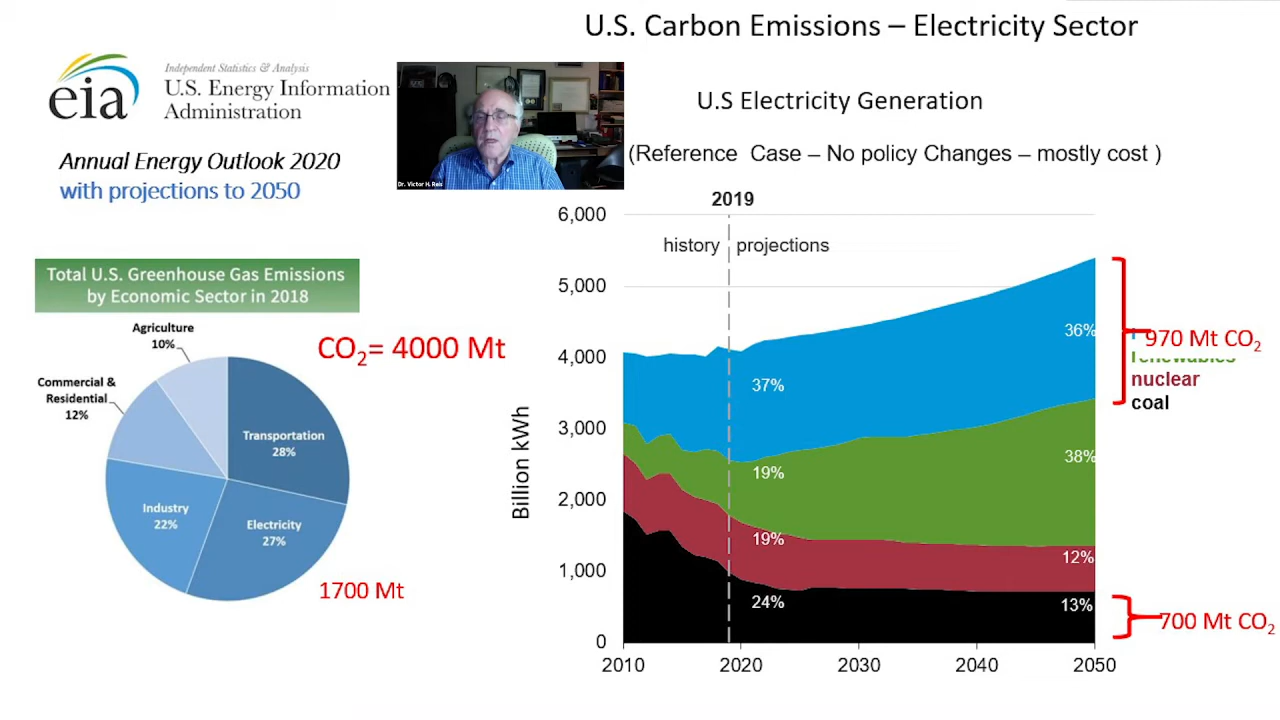 U.S. Carbon Emissions – Electricity Sector
eia
Independent Statistics & Analysis
U.S. Energy Information
Administration
Annual Energy Outlook 2020
with projections to 2050
Dr. Victor H. Reis
U.S Electricity Generation
(Reference Case – No policy Changes – mostly cost )
Total U.S. Greenhouse Gas Emissions
by Economic Sector in 2018
Agriculture
10%
Commercial &
Residential
12%
Transportation
28%
Industry
22%
Electricity
27%
CO2= 4000 Mt
1700 Mt
2019
history
projections
Billion kWh
6,000
5,000
4,000
3,000
2,000
1,000
0
2010
2020
2030
2040
2050
37%
19%
19%
24%
36%
38%
12%
13%
970 Mt CO2
renewables
nuclear
coal
700 Mt CO2